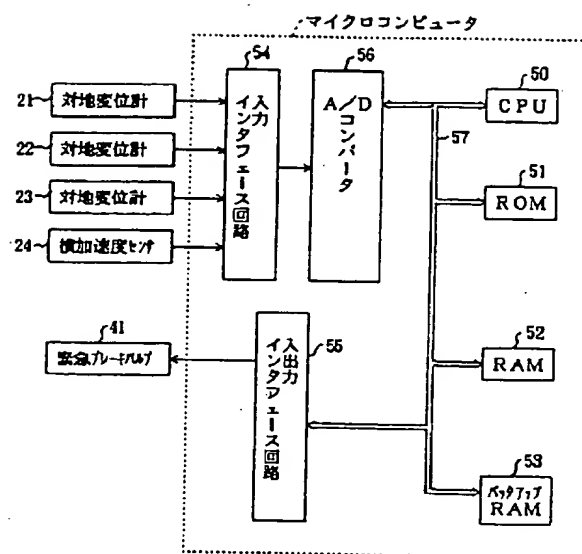 マイクロコンピュータ
54
56
50
21
対地変位計
入力
インタフェース回路
A/D
コンバータ
CPU
57
22
対地変位計
51
23
対地変位計
ROM
24
横加速度センサ
41
緊急ブレーキバルブ
入出力
インタフェース回路
55
52
RAM
53
バックアップ
RAM